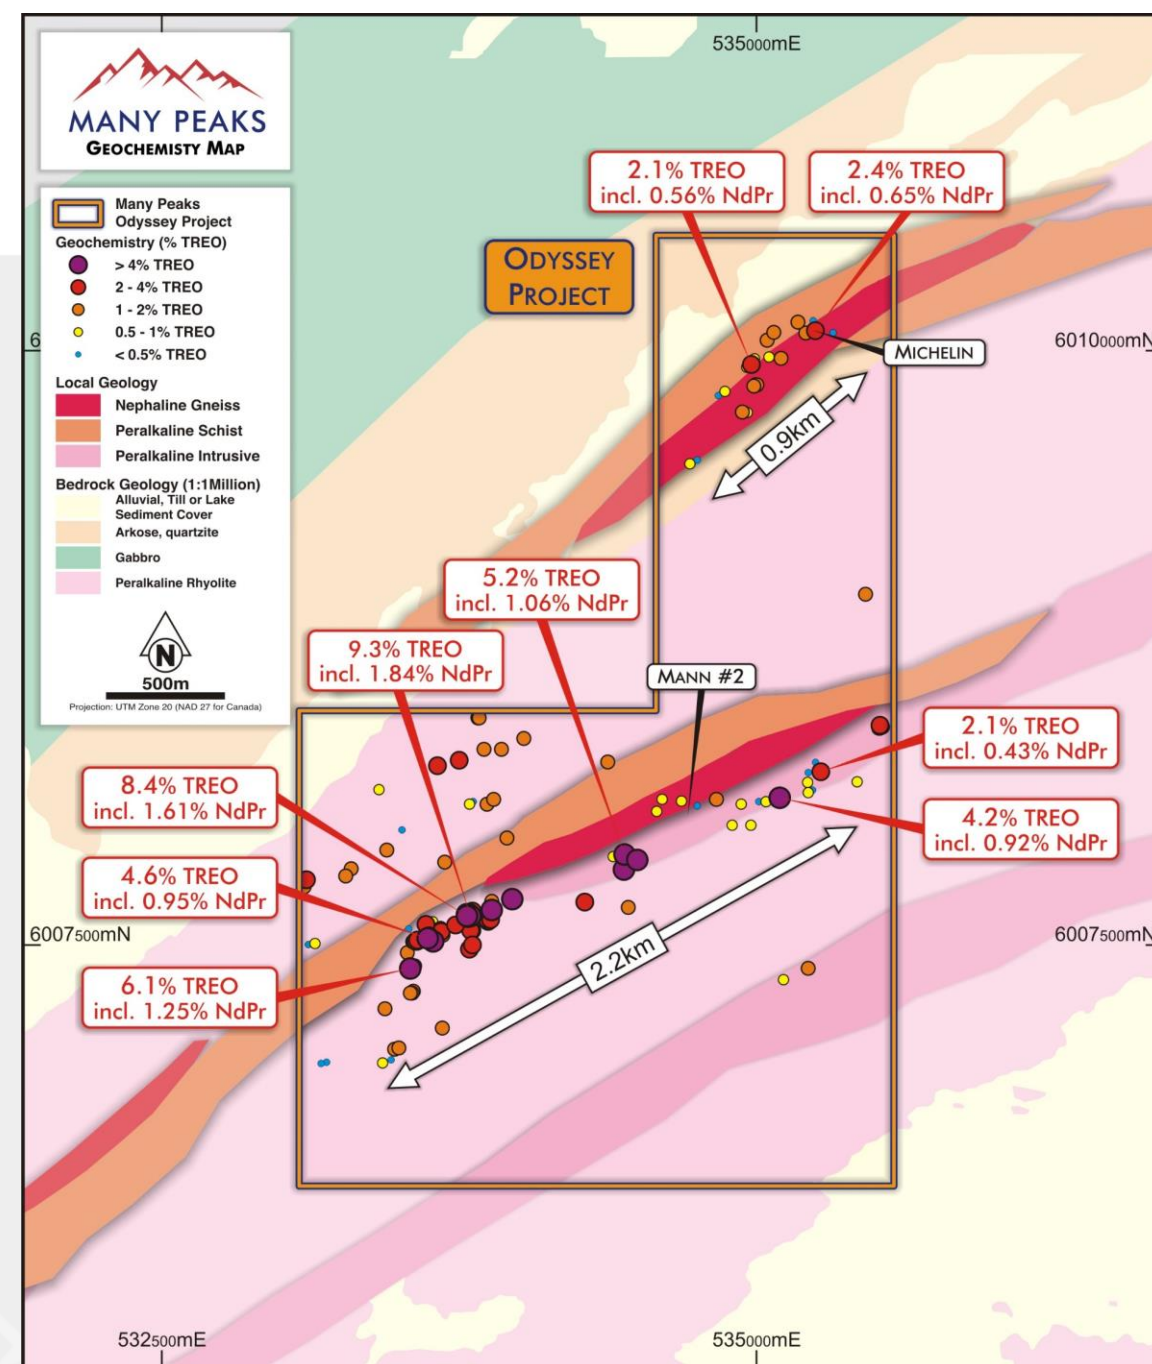 MANY PEAKS
GEOCHEMISTY MAP
Many Peaks
Odyssey Project
Geochemistry (% TREO)
> 4% TREO
2 - 4% TREO
1 - 2% TREO
0.5 - 1% TREO
< 0.5% TREO
Local Geology
Nephaline Gneiss
Peralkaline Schist
Peralkaline Intrusive
Bedrock Geology (1:1Million)
Alluvial, Till or Lake
Sediment Cover
Arkose, quartzite
Gabbro
Peralkaline Rhyolite
N
500m
Projection: UTM Zone 20 (NAD 27 for Canada)
535000mE
2.1% TREO
incl. 0.56% NdPr
2.4% TREO
incl. 0.65% NdPr
ODYSSEY
PROJECT
6
6010000mN
MICHELIN
0.9km
5.2% TREO
incl. 1.06% NdPr
9.3% TREO
incl. 1.84% NdPr
MANN #2
2.1% TREO
incl. 0.43% NdPr
8.4% TREO
incl. 1.61% NdPr
4.2% TREO
incl. 0.92% NdPr
4.6% TREO
incl. 0.95% NdPr
6007500mN
6007500mN
2.2km
6.1% TREO
incl. 1.25% NdPr
532500mE
535000mE